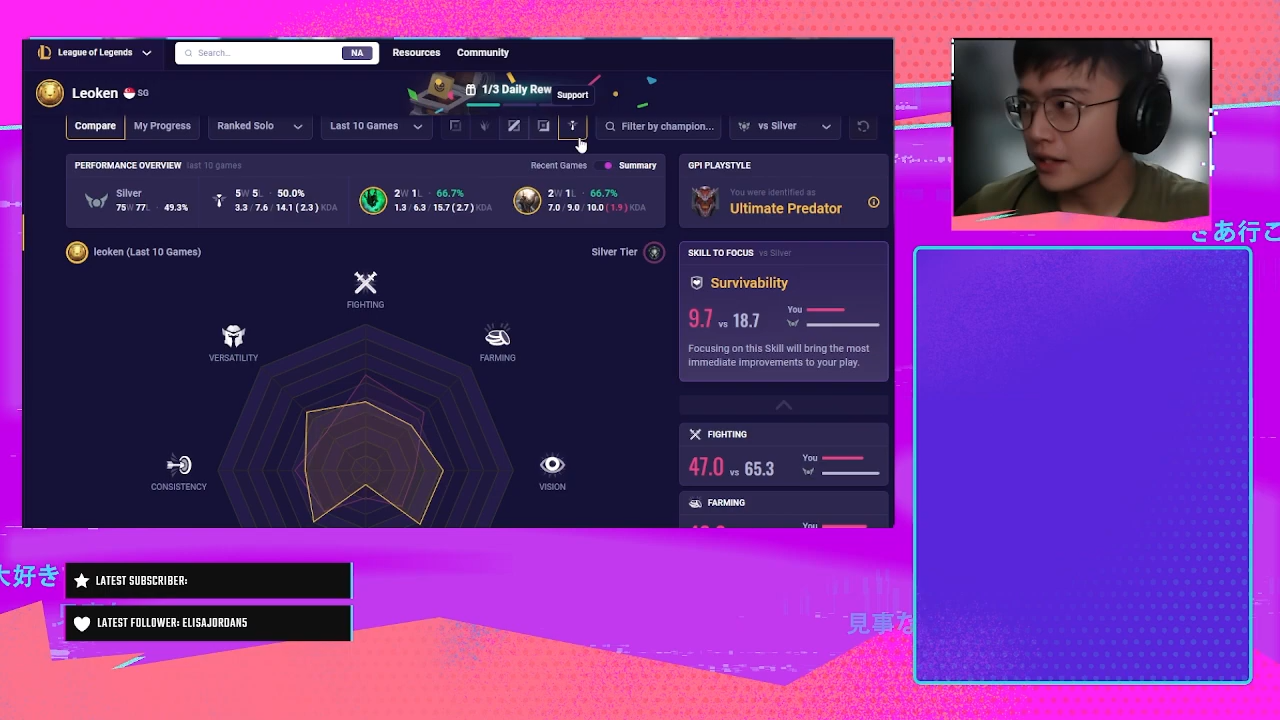 League of Legends
Search...
NA
Resources
Community
Leoken
SG
1/3 Daily Rew
Support
Compare
My Progress
Ranked Solo
Last 10 Games
Filter by champion...
vs Silver
PERFORMANCE OVERVIEW last 10 games
Recent Games
Summary
Silver
75W 77L · 49.3%
5W 5L · 50.0%
3.3 / 7.6 / 14.1 ( 2.3 ) KDA
2W 1L · 66.7%
1.3 / 6.3 / 15.7 ( 2.7 ) KDA
2W 1L · 66.7%
7.0 / 9.0 / 10.0 ( 1.9 ) KDA
GPI PLAYSTYLE
You were identified as
Ultimate Predator
leoken (Last 10 Games)
Silver Tier
FIGHTING
VERSATILITY
FARMING
CONSISTENCY
VISION
SKILL TO FOCUS vs Silver
Survivability
9.7 vs 18.7
You
Focusing on this Skill will bring the most
immediate improvements to your play.
FIGHTING
47.0 vs 65.3
You
FARMING
You
さあ行こ
大好き
LATEST SUBSCRIBER:
LATEST FOLLOWER: ELISAJORDAN5
見事な